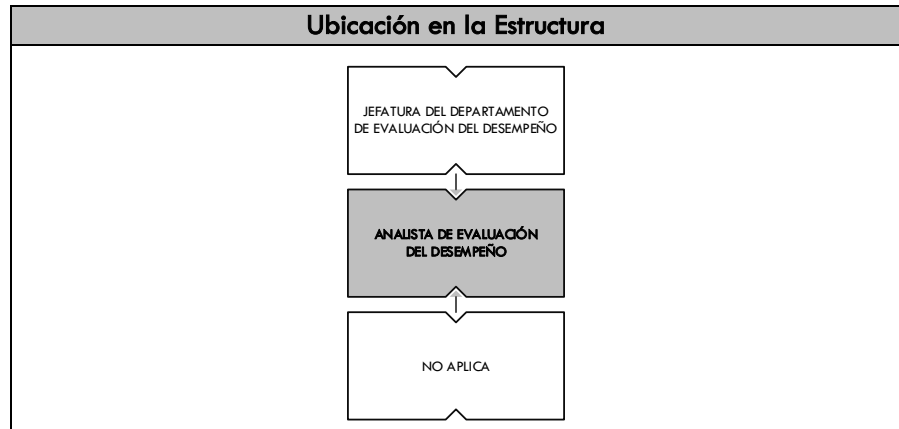 Ubicación en la Estructura
JEFATURA DEL DEPARTAMENTO
DE EVALUACIÓN DEL DESEMPEÑO
ANALISTA DE EVALUACIÓN
DEL DESEMPEÑO
NO APLICA